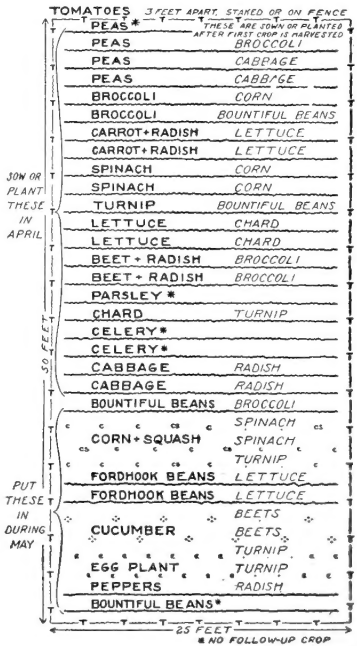 TOMATOES 3 FEET APART, STAKED OR ON FENCE
PEAS * THESE ARE SOWN OR PLANTED
AFTER FIRST CROP IS HARVESTED
PEAS BROCCOLI
PEAS CABBAGE
PEAS CABBAGE
BROCCOLI CORN
BROCCOLI BOUNTIFUL BEANS
CARROT + RADISH LETTUCE
CARROT + RADISH LETTUCE
SPINACH CORN
SPINACH CORN
TURNIP BOUNTIFUL BEANS
LETTUCE CHARD
LETTUCE CHARD
BEET + RADISH BROCCOLI
BEET + RADISH BROCCOLI
PARSLEY *
CHARD TURNIP
CELERY *
CELERY *
CABBAGE RADISH
CABBAGE RADISH
SOW OR
PLANT
THESE
IN
APRIL
50 FEET
BOUNTIFUL BEANS BROCCOLI
SPINACH
c c c c cs
CORN + SQUASH SPINACH
cs c c cs c
TURNIP
c c cs c c
FORDHOOK BEANS LETTUCE
FORDHOOK BEANS LETTUCE
BEETS
CUCUMBER BEETS
TURNIP
EGG PLANT TURNIP
PEPPERS RADISH
BOUNTIFUL BEANS *
PUT
THESE
IN
DURING
MAY
25 FEET
* NO FOLLOW-UP CROP